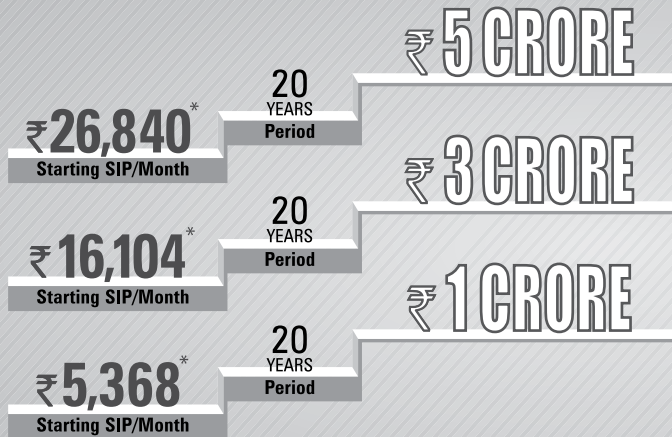 ₹26,840*
Starting SIP/Month
20
YEARS
Period
₹ 5 CRORE
₹16,104*
Starting SIP/Month
20
YEARS
Period
₹ 3 CRORE
₹5,368*
Starting SIP/Month
20
YEARS
Period
₹ 1 CRORE